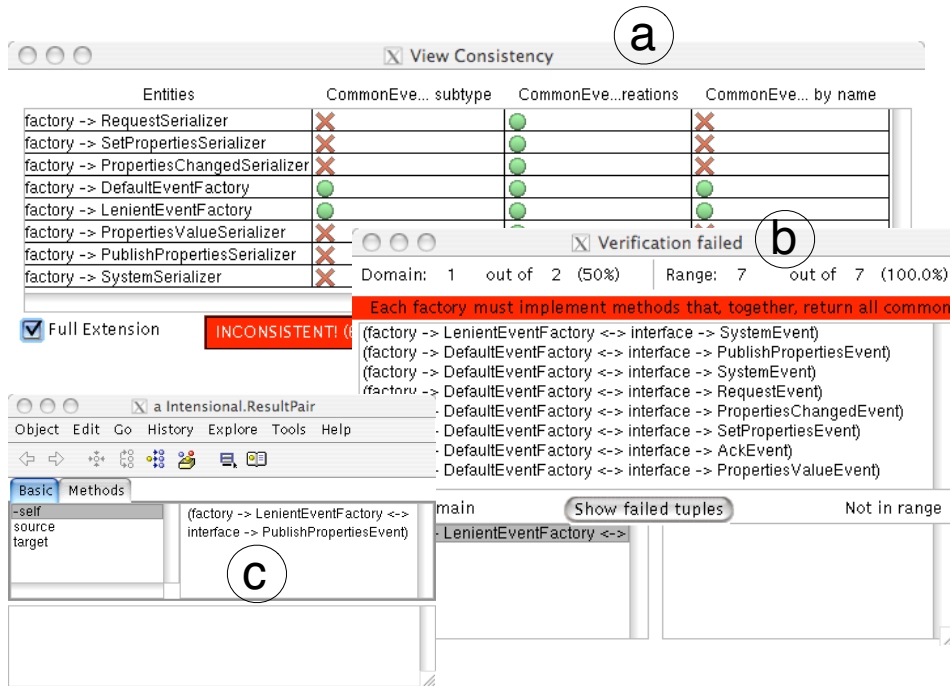 a
View Consistency
Entities CommonEve... subtype CommonEve...reations CommonEve... by name
factory -> RequestSerializer
factory -> SetPropertiesSerializer
factory -> PropertiesChangedSerializer
factory -> DefaultEventFactory
factory -> LenientEventFactory
factory -> PropertiesValueSerializer
factory -> PublishPropertiesSerializer
factory -> SystemSerializer
Full Extension
INCONSISTENT!
b
Verification failed
Domain: 1 out of 2 (50%) Range: 7 out of 7 (100.0%)
Each factory must implement methods that, together, return all common
(factory -> LenientEventFactory <-> interface -> SystemEvent)
(factory -> DefaultEventFactory <-> interface -> PublishPropertiesEvent)
(factory -> DefaultEventFactory <-> interface -> SystemEvent)
(factory -> DefaultEventFactory <-> interface -> RequestEvent)
- DefaultEventFactory <-> interface -> PropertiesChangedEvent)
- DefaultEventFactory <-> interface -> SetPropertiesEvent)
- DefaultEventFactory <-> interface -> AckEvent)
- DefaultEventFactory <-> interface -> PropertiesValueEvent)
main Show failed tuples Not in range
- LenientEventFactory <->
a Intensional.ResultPair
Object Edit Go History Explore Tools Help
Basic Methods
-self
source
target
(factory -> LenientEventFactory <->
interface -> PublishPropertiesEvent)
c